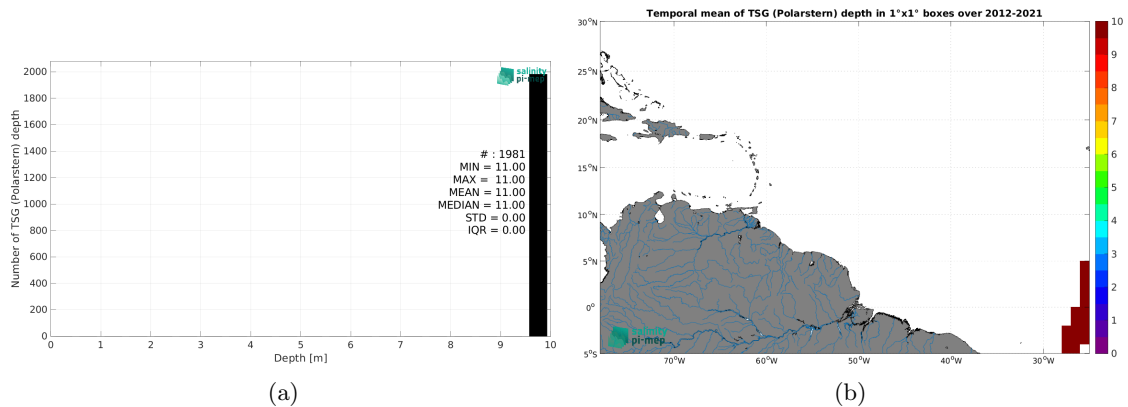 Number of TSG (Polarstern) depth
2000
1800
1600
1400
1200
1000
800
600
400
200
0
salinity
pi-mep
# : 1981
MIN = 11.00
MAX = 11.00
MEAN = 11.00
MEDIAN = 11.00
STD = 0.00
IQR = 0.00
0 1 2 3 4 5 6 7 8 9 10
Depth [m]
(a)
Temporal mean of TSG (Polarstern) depth in 1°x1° boxes over 2012-2021
30°N
25°N
20°N
15°N
10°N
5°N
0°
5°S
salinity
pi-mep
70°W 60°W 50°W 40°W 30°W
10
9
8
7
6
5
4
3
2
1
0
(b)